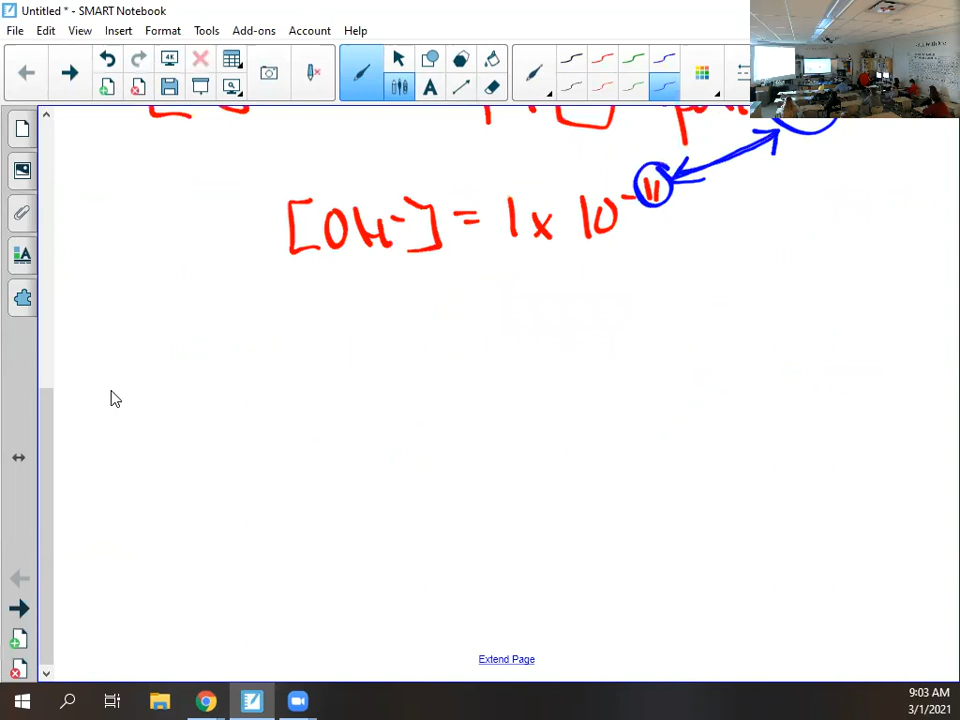 Untitled * - SMART Notebook
File Edit View Insert Format Tools Add-ons Account Help
[OH⁻] = 1 x 10⁻¹¹
Extend Page
9:03 AM
3/1/2021